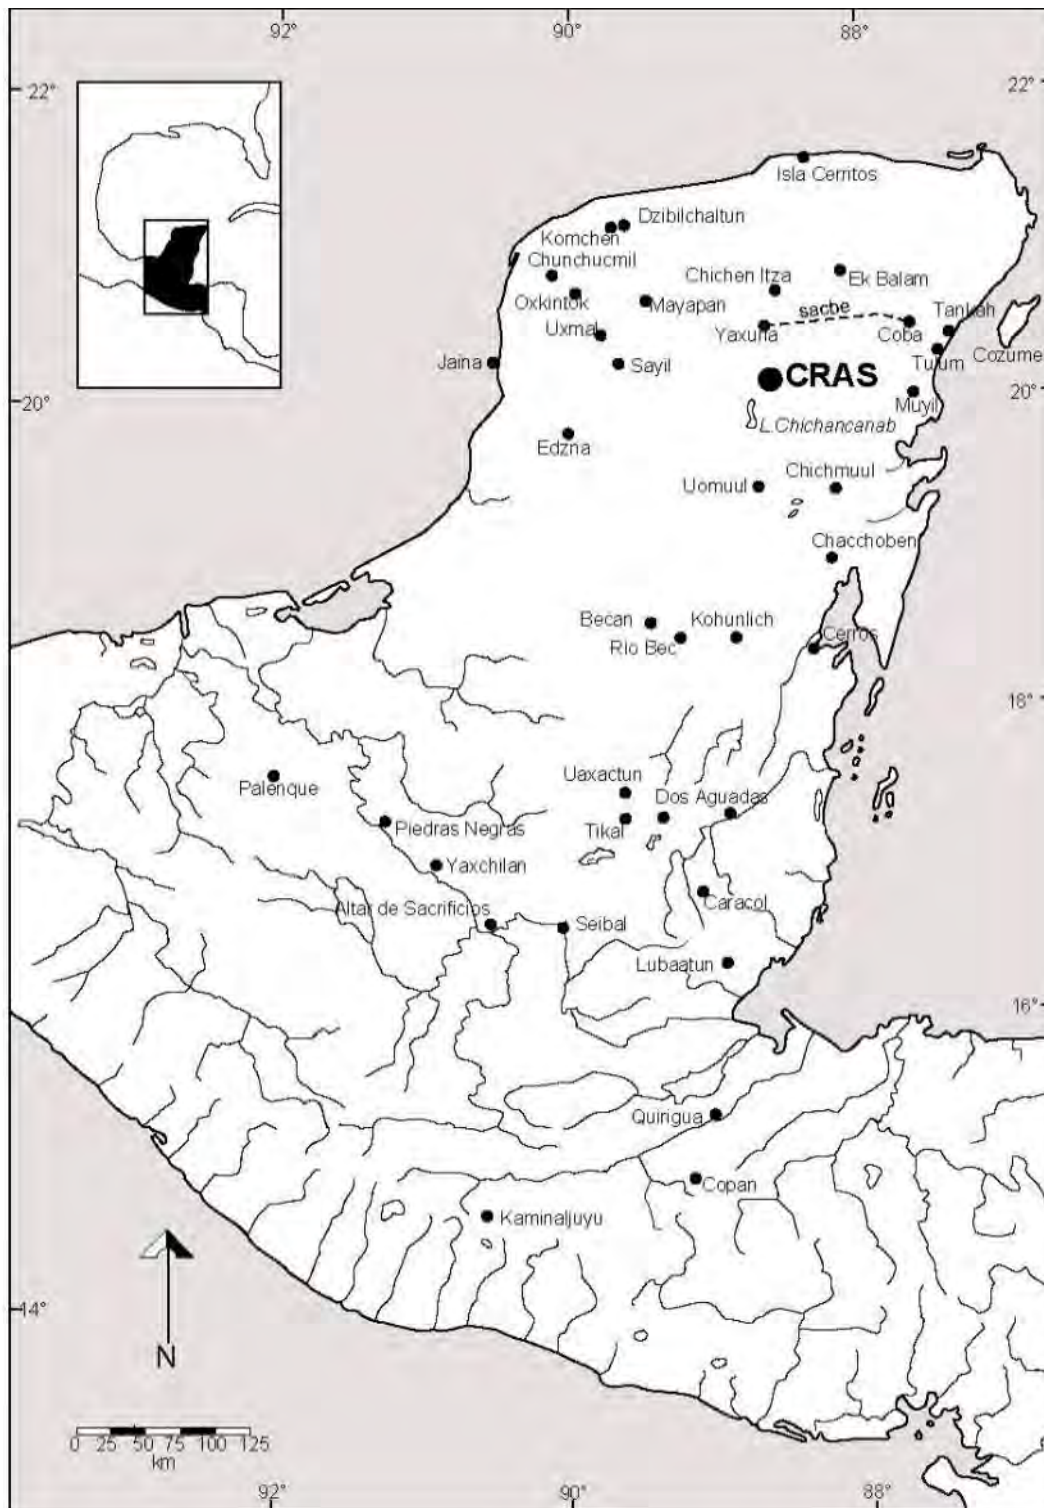 92° 90° 88°
22° 22°
Isla Cerritos
Dzibilchaltun
Komchen
Chunchucmil
Chichen Itza
Ek Balam
Oxkintok
Mayapan
sacbe
Tankah
Uxmal
Yaxuna
Coba
Jaina
Sayil
Tulum
Cozume
CRAS
20° 20°
Muyil
L.Chichancanab
Edzna
Uomuul
Chichmuul
Chacchoben
Becan
Kohunlich
Rio Bec
Cerros
18°
Uaxactun
Palenque
Dos Aguadas
Piedras Negras
Tikal
Yaxchilan
Altar de Sacrificios
Caracol
Seibal
Lubaatun
16°
Quirigua
Copan
Kaminaljuyu
14°
N
0 25 50 75 100 125
km
92° 90° 88°